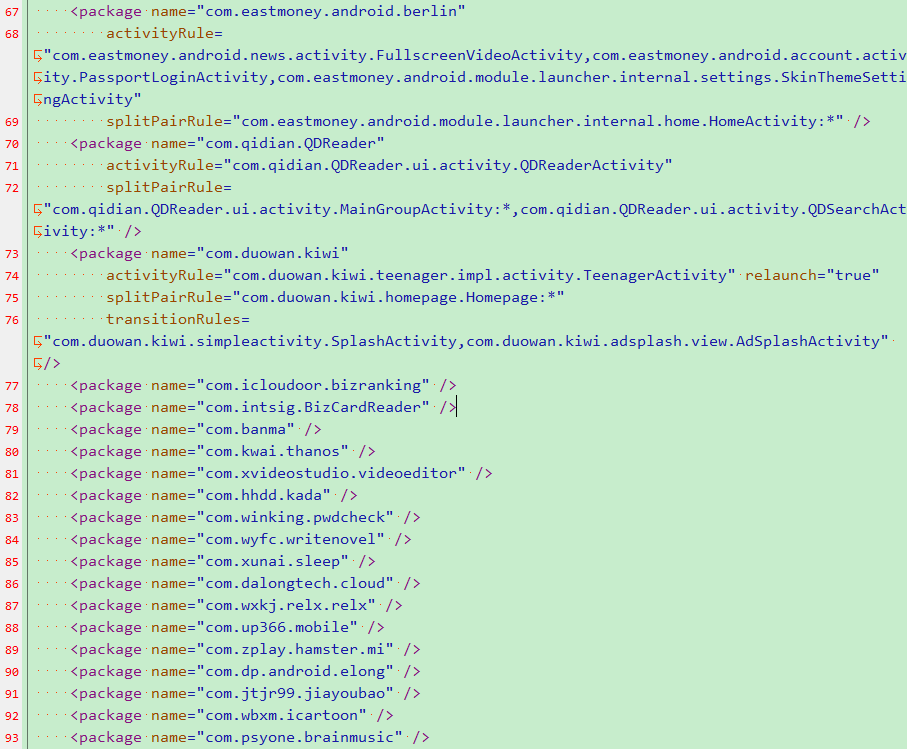 67 <package name="com.eastmoney.android.berlin"
68 activityRule=
"com.eastmoney.android.news.activity.FullscreenVideoActivity,com.eastmoney.android.account.activ
ity.PassportLoginActivity,com.eastmoney.android.module.launcher.internal.settings.SkinThemeSetti
ngActivity"
69 splitPairRule="com.eastmoney.android.module.launcher.internal.home.HomeActivity:*" />
70 <package name="com.qidian.QDReader"
71 activityRule="com.qidian.QDReader.ui.activity.QDReaderActivity"
72 splitPairRule=
"com.qidian.QDReader.ui.activity.MainGroupActivity:*,com.qidian.QDReader.ui.activity.QDSearchAct
ivity:*" />
73 <package name="com.duowan.kiwi"
74 activityRule="com.duowan.kiwi.teenager.impl.activity.TeenagerActivity" relaunch="true"
75 splitPairRule="com.duowan.kiwi.homepage.Homepage:*"
76 transitionRules=
"com.duowan.kiwi.simpleactivity.SplashActivity,com.duowan.kiwi.adsplash.view.AdSplashActivity"
/>
77 <package name="com.icloudoor.bizranking" />
78 <package name="com.intsig.BizCardReader" />
79 <package name="com.banma" />
80 <package name="com.kwai.thanos" />
81 <package name="com.xvideostudio.videoeditor" />
82 <package name="com.hhdd.kada" />
83 <package name="com.winking.pwdcheck" />
84 <package name="com.wyfc.writenovel" />
85 <package name="com.xunai.sleep" />
86 <package name="com.dalongtech.cloud" />
87 <package name="com.wxkj.relx.relx" />
88 <package name="com.up366.mobile" />
89 <package name="com.zplay.hamster.mi" />
90 <package name="com.dp.android.elong" />
91 <package name="com.jtjr99.jiayoubao" />
92 <package name="com.wbxm.icartoon" />
93 <package name="com.psyone.brainmusic" />